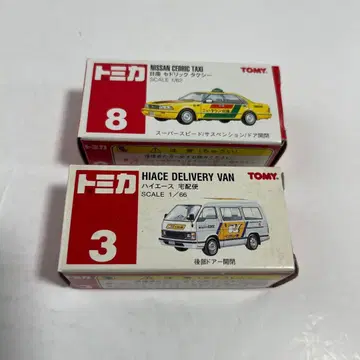 トミカ
NISSAN CEDRIC TAXI
TOMY
日産 セドリック タクシー
SCALE 1/62
8
スーパースピード/サスペンション/ドア開閉
トミカ
HIACE DELIVERY VAN
TOMY
ハイエース 宅配便
SCALE 1/66
3
後部ドアー開閉